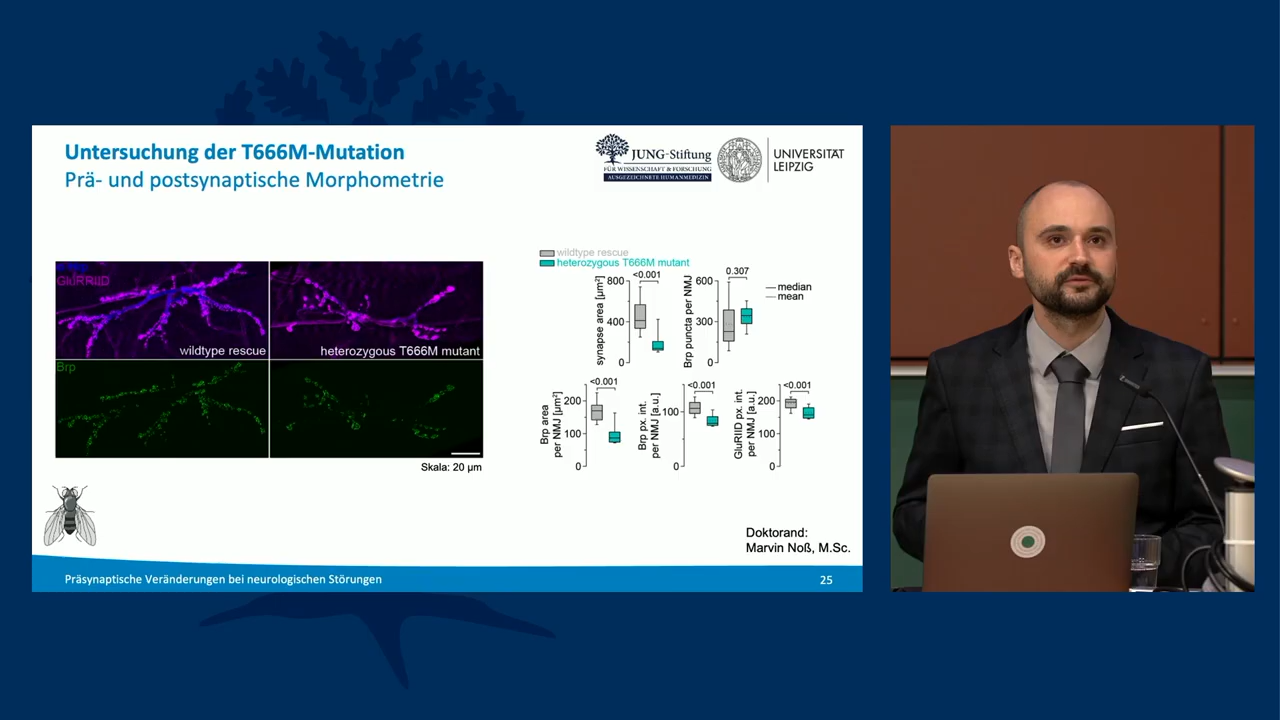 Untersuchung der T666M-Mutation
Prä- und postsynaptische Morphometrie
JUNG-Stiftung
FÜR WISSENSCHAFT & FORSCHUNG
AUSGEZEICHNETE HUMANMEDIZIN
UNIVERSITÄT
LEIPZIG
GluRIID
wildtype rescue
heterozygous T666M mutant
Brp
Skala: 20 µm
wildtype rescue
heterozygous T666M mutant
synapse area [µm²]
800
400
0
<0.001
Brp puncta per NMJ
600
300
0
0.307
median
mean
Brp area
per NMJ [µm²]
200
100
0
<0.001
Brp px. int.
per NMJ [a.u.]
100
0
<0.001
GluRIID px. int.
per NMJ [a.u.]
200
100
0
<0.001
Doktorand:
Marvin Noß, M.Sc.
Präsynaptische Veränderungen bei neurologischen Störungen
25